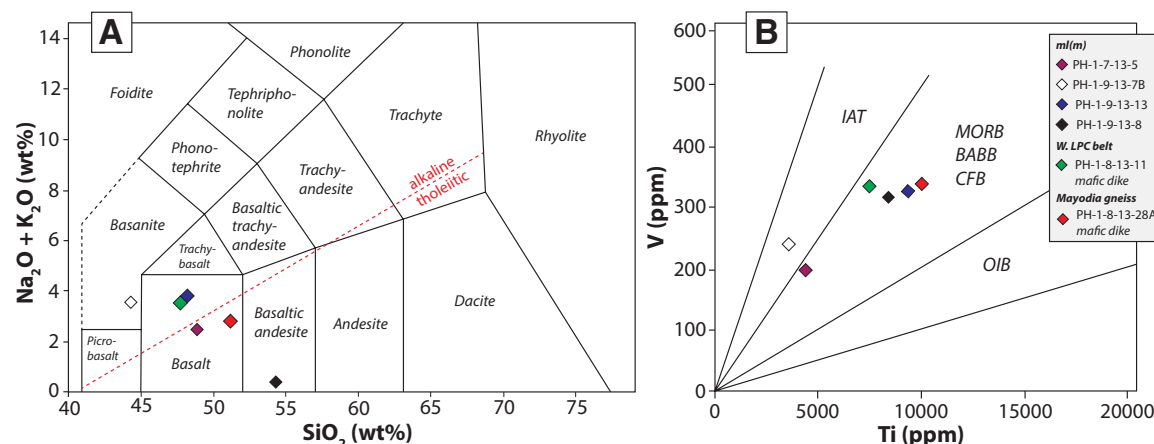 A
Foidite
Phonolite
Tephripho-
nolite
Trachyte
Rhyolite
Phono-
tephrite
Trachy-
andesite
alkaline
tholeiitic
Basanite
Basaltic
trachy-
andesite
Trachy-
basalt
Picro-
basalt
Basalt
Basaltic
andesite
Andesite
Dacite
Na2O + K2O (wt%)
14
12
10
8
6
4
2
0
40 45 50 55 60 65 70 75
SiO2 (wt%)
B
IAT
MORB
BABB
CFB
OIB
V (ppm)
600
500
400
300
200
100
0
0 5000 10000 15000 20000
Ti (ppm)
ml(m)
PH-1-7-13-5
PH-1-9-13-7B
PH-1-9-13-13
PH-1-9-13-8
W. LPC belt
PH-1-8-13-11
mafic dike
Mayodia gneiss
PH-1-8-13-28A
mafic dike